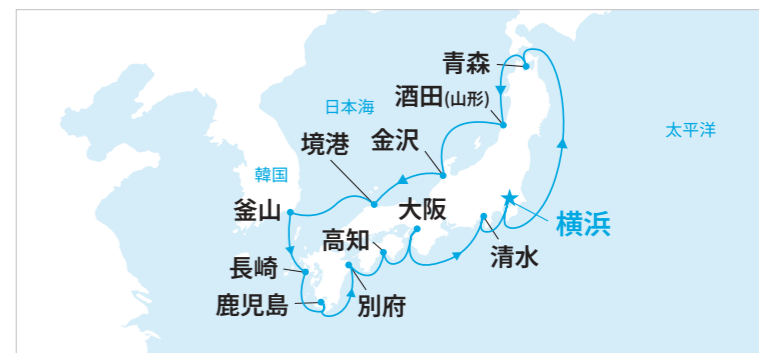 青森
酒田(山形)
日本海
太平洋
境港
金沢
韓国
釜山
大阪
横浜
高知
清水
長崎
鹿児島
別府